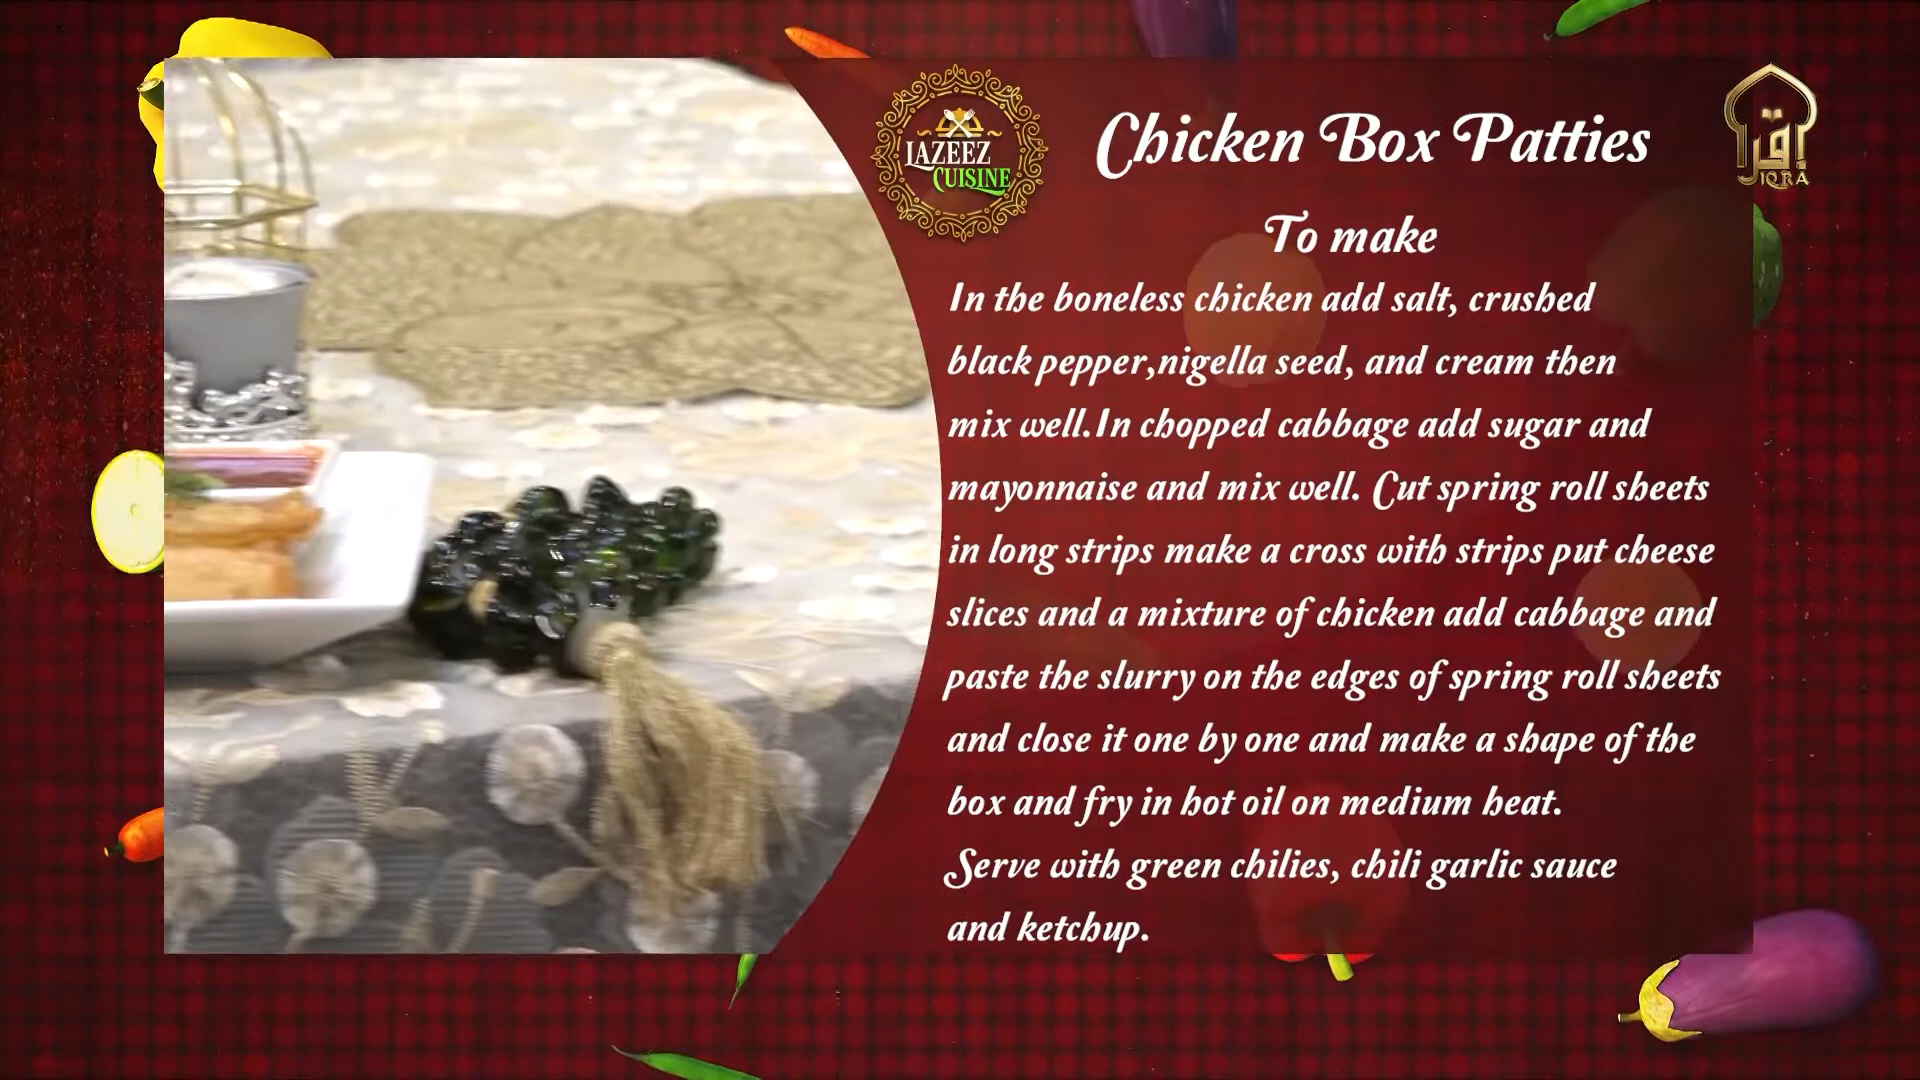 LAZEEZ
CUISINE
Chicken Box Patties
اقرأ
IQRA
To make
In the boneless chicken add salt, crushed
black pepper,nigella seed, and cream then
mix well.In chopped cabbage add sugar and
mayonnaise and mix well. Cut spring roll sheets
in long strips make a cross with strips put cheese
slices and a mixture of chicken add cabbage and
paste the slurry on the edges of spring roll sheets
and close it one by one and make a shape of the
box and fry in hot oil on medium heat.
Serve with green chilies, chili garlic sauce
and ketchup.